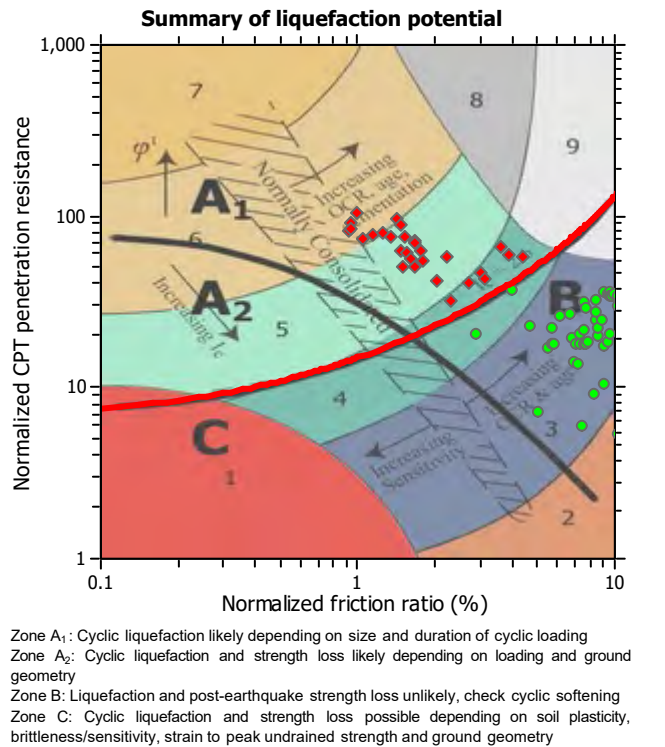 Summary of liquefaction potential
1,000
7
8
9
φ'
Increasing
OCR, age,
mentation
A1
Normally Consolidated
100
6
A2
B
Increasing Ic
5
10
4
Increasing
OCR & age
C
Increasing
Sensitivity
3
1
2
1
0.1
1
10
Normalized CPT penetration resistance
Normalized friction ratio (%)
Zone A1: Cyclic liquefaction likely depending on size and duration of cyclic loading
Zone A2: Cyclic liquefaction and strength loss likely depending on loading and ground
geometry
Zone B: Liquefaction and post-earthquake strength loss unlikely, check cyclic softening
Zone C: Cyclic liquefaction and strength loss possible depending on soil plasticity,
brittleness/sensitivity, strain to peak undrained strength and ground geometry